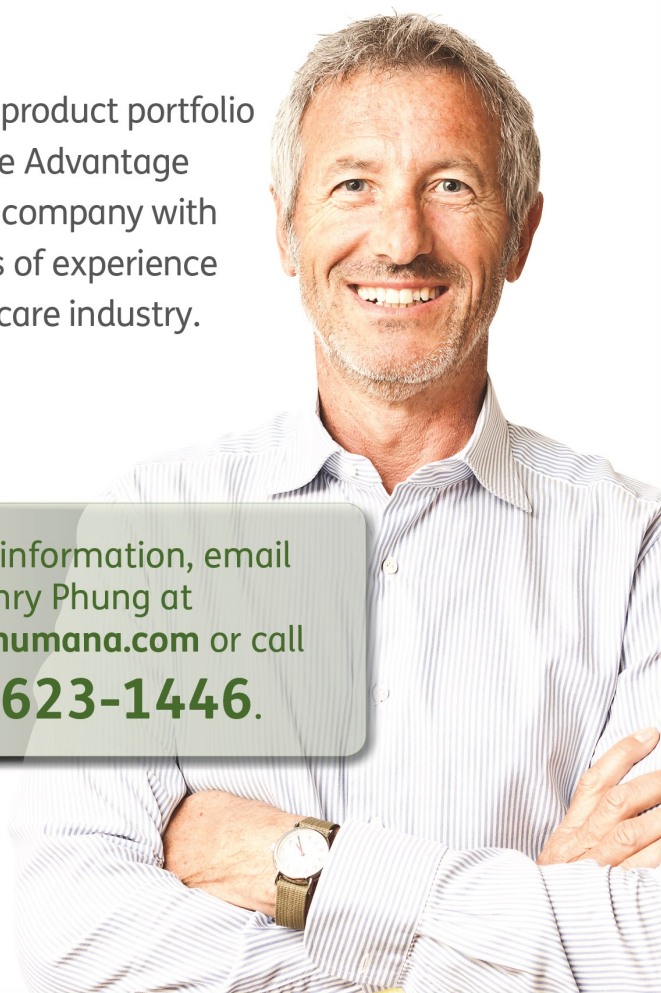 product portfolio
e Advantage
company with
s of experience
care industry.
information, email
nry Phung at
humana.com or call
623-1446.